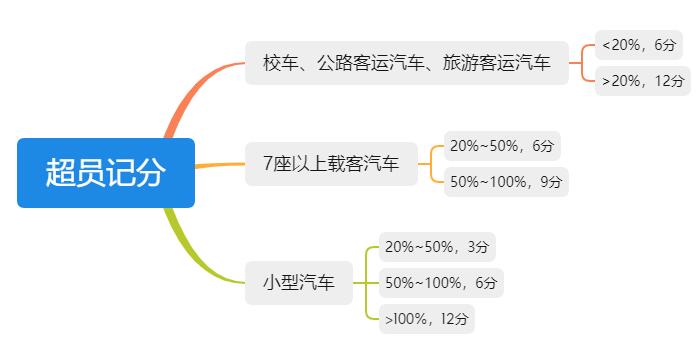 超员记分
校车、公路客运汽车、旅游客运汽车
<20%，6分
>20%，12分
7座以上载客汽车
20%~50%，6分
50%~100%，9分
小型汽车
20%~50%，3分
50%~100%，6分
>100%，12分